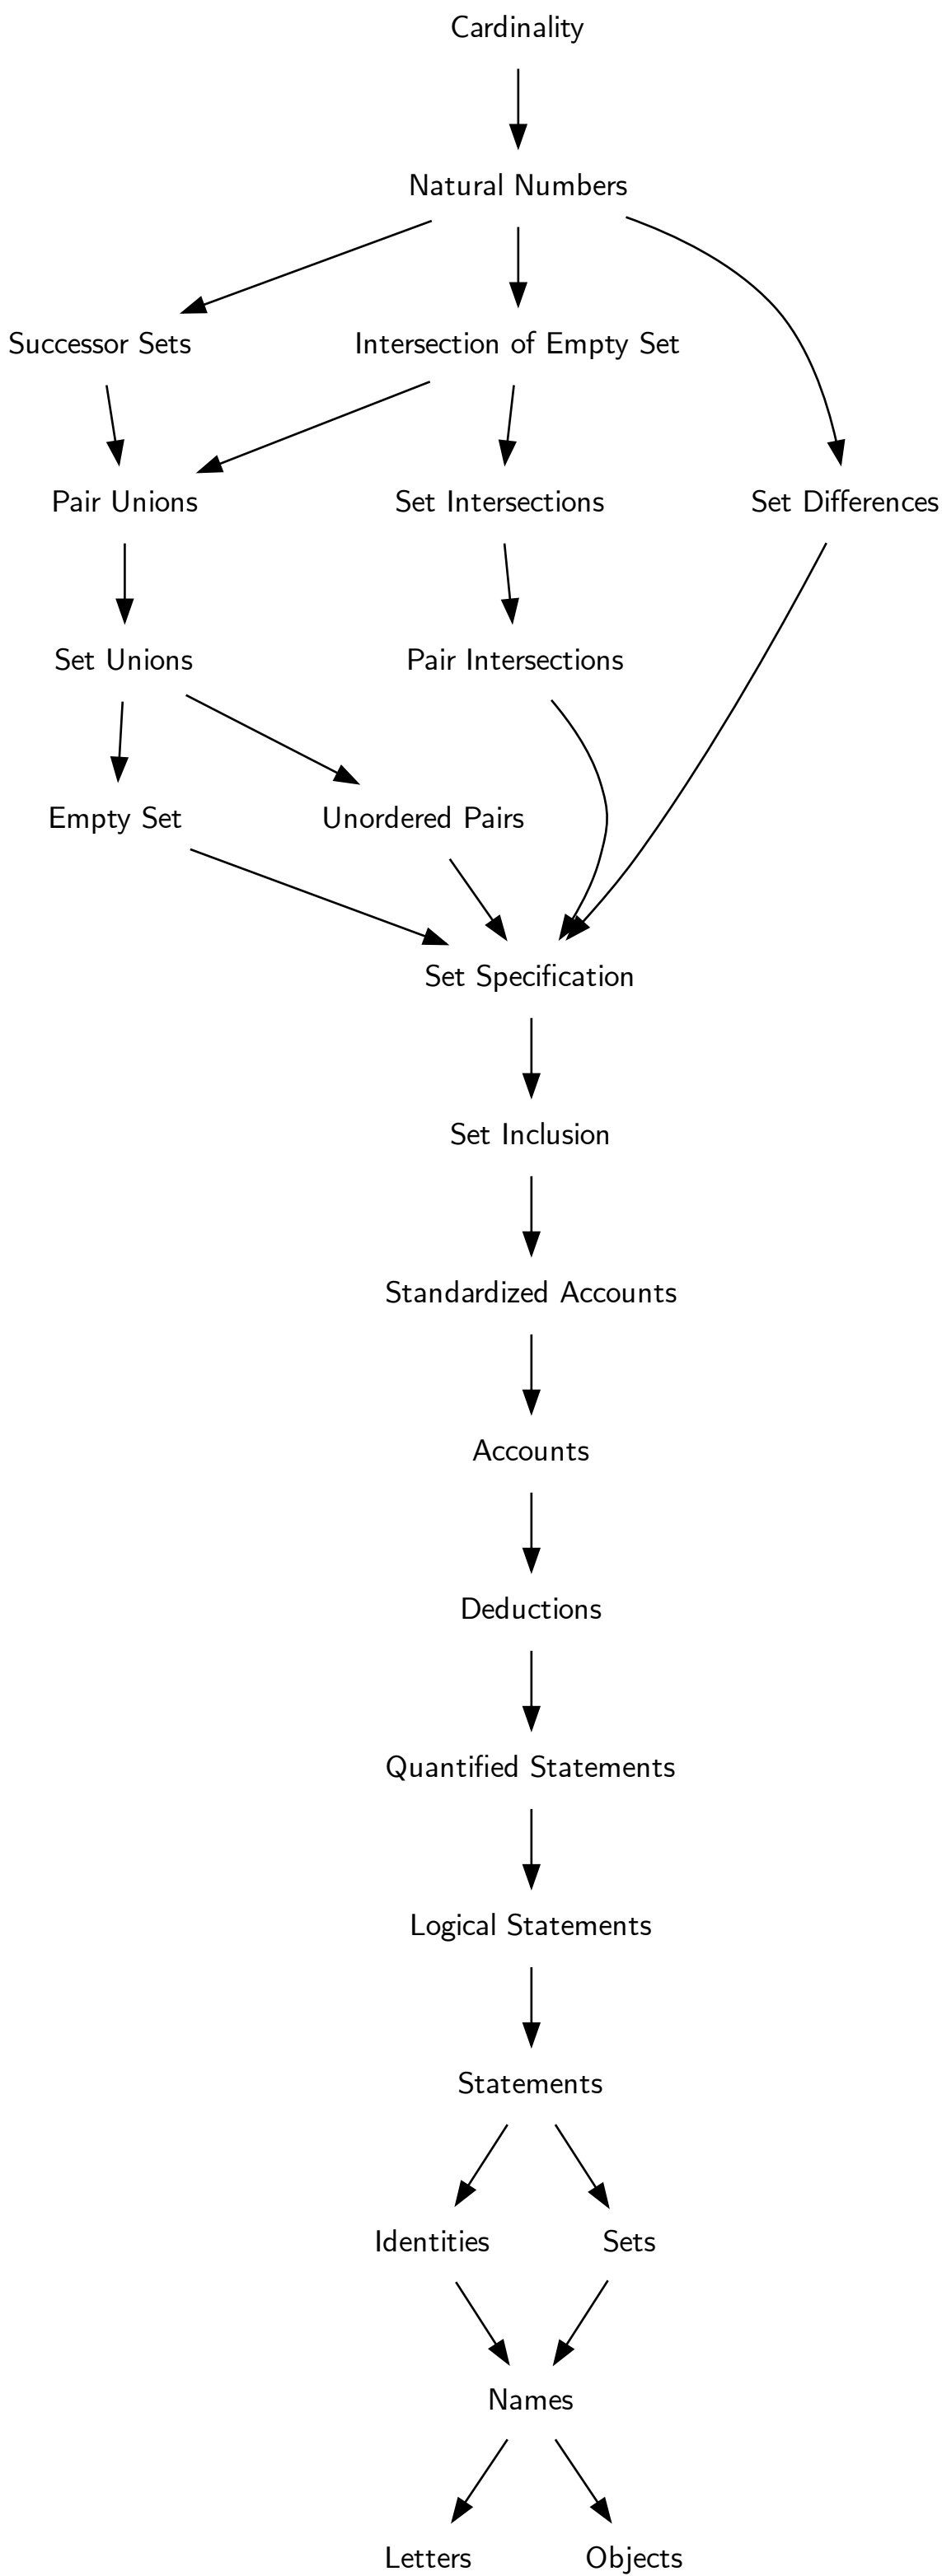 Cardinality
Natural Numbers
Successor Sets
Intersection of Empty Set
Pair Unions
Set Intersections
Set Differences
Set Unions
Pair Intersections
Empty Set
Unordered Pairs
Set Specification
Set Inclusion
Standardized Accounts
Accounts
Deductions
Quantified Statements
Logical Statements
Statements
Identities
Sets
Names
Letters
Objects